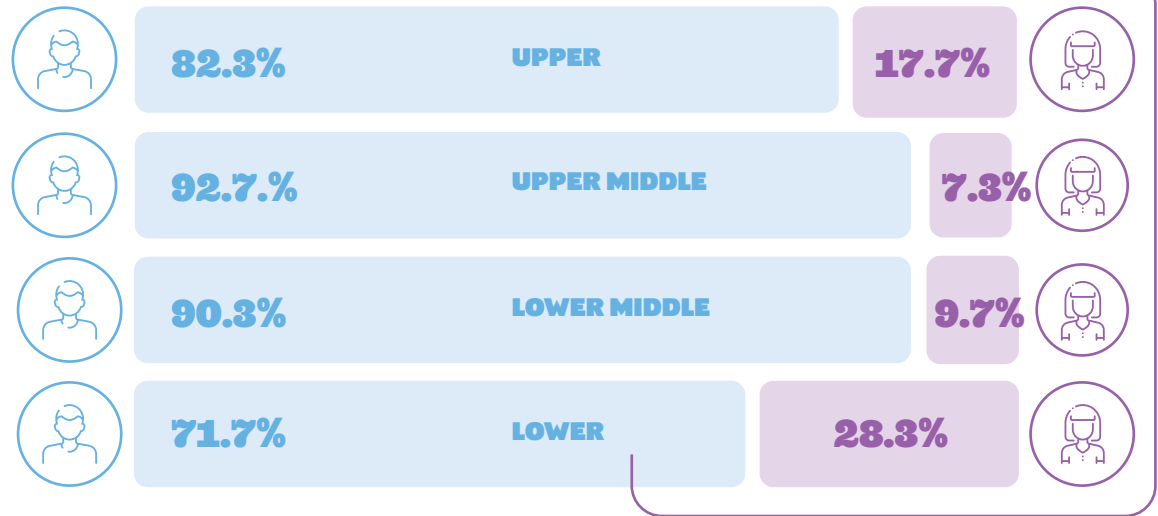 82.3% UPPER 17.7%
92.7.% UPPER MIDDLE 7.3%
90.3% LOWER MIDDLE 9.7%
71.7% LOWER 28.3%